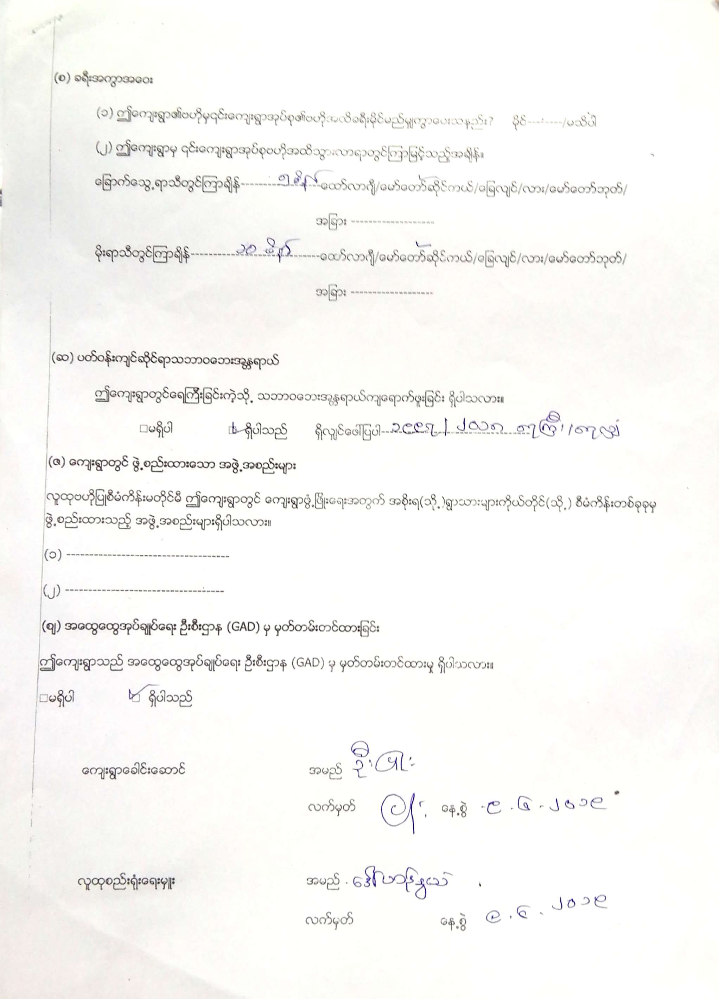 (စ) ခရီးအကွာအဝေး
(၁) ဤကျေးရွာ၏ဗဟိုမှ၎င်းကျေးရွာအုပ်စု၏ဗဟိုအထိခရီးမိုင်မည်မျှကွာဝေးသနည်း? မိုင်---------/မသိပါ
(၂) ဤကျေးရွာမှ ၎င်းကျေးရွာအုပ်စုဗဟိုအထိသွားလာရာတွင်ကြာမြင့်သည့်အချိန်။
ခြောက်သွေ့ရာသီတွင်ကြာချိန်------------၅ မိနစ်---ထော်လာဂျီ/မော်တော်ဆိုင်ကယ်/ခြေလျင်/လား/မော်တော်ဘုတ်/
အခြား -------------------
မိုးရာသီတွင်ကြာချိန်------------၁၀ မိနစ်------ထော်လာဂျီ/မော်တော်ဆိုင်ကယ်/ခြေလျင်/လား/မော်တော်ဘုတ်/
အခြား -------------------
(ဆ) ပတ်ဝန်းကျင်ဆိုင်ရာသဘာဝဘေးအန္တရာယ်
ဤကျေးရွာတွင်ရေကြီးခြင်းကဲ့သို့ သဘာဝဘေးအန္တရာယ်ကျရောက်ဖူးခြင်း ရှိပါသလား။
□မရှိပါ ☑ရှိပါသည် ရှိလျှင်ဖော်ပြပါ---၁၉၉၇ / ၂၀၁၈ ရေကြီး/ရေလျှံ
(ဇ) ကျေးရွာတွင် ဖွဲ့စည်းထားသော အဖွဲ့အစည်းများ
လူထုဗဟိုပြုစီမံကိန်းမတိုင်မီ ဤကျေးရွာတွင် ကျေးရွာဖွံ့ဖြိုးရေးအတွက် အစိုးရ(သို့)ရွာသားများကိုယ်တိုင်(သို့) စီမံကိန်းတစ်ခုခုမှ
ဖွဲ့စည်းထားသည့် အဖွဲ့အစည်းများရှိပါသလား။
(၁) -------------------------------------
(၂) ------------------------------------
(ဈ) အထွေထွေအုပ်ချုပ်ရေး ဦးစီးဌာန (GAD) မှ မှတ်တမ်းတင်ထားခြင်း
ဤကျေးရွာသည် အထွေထွေအုပ်ချုပ်ရေး ဦးစီးဌာန (GAD) မှ မှတ်တမ်းတင်ထားမှု ရှိပါသလား။
□မရှိပါ ☑ ရှိပါသည်
ကျေးရွာခေါင်းဆောင် အမည် ဦး
လက်မှတ် နေ့စွဲ ၉.၆.၂၀၁၉
လူထုစည်းရုံးရေးမှူး အမည် ဒေါ်
လက်မှတ် နေ့စွဲ ၉.၆.၂၀၁၉